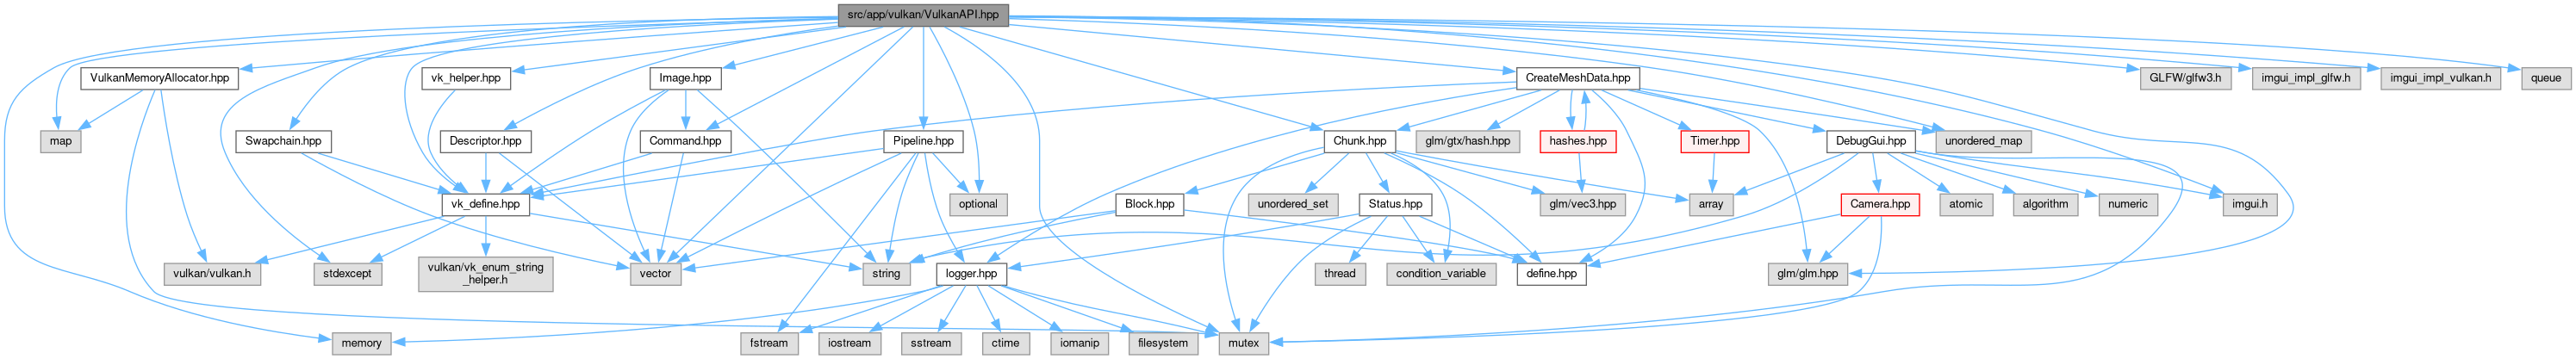 src/app/vulkan/VulkanAPI.hpp
VulkanMemoryAllocator.hpp
vk_helper.hpp
Image.hpp
CreateMeshData.hpp
GLFW/glfw3.h
imgui_impl_glfw.h
imgui_impl_vulkan.h
queue
map
Swapchain.hpp
Descriptor.hpp
Command.hpp
Pipeline.hpp
Chunk.hpp
glm/gtx/hash.hpp
hashes.hpp
Timer.hpp
DebugGui.hpp
unordered_map
vk_define.hpp
optional
Block.hpp
unordered_set
Status.hpp
glm/vec3.hpp
array
Camera.hpp
atomic
algorithm
numeric
imgui.h
vulkan/vulkan.h
stdexcept
vulkan/vk_enum_string
_helper.h
vector
string
logger.hpp
thread
condition_variable
define.hpp
glm/glm.hpp
memory
fstream
iostream
sstream
ctime
iomanip
filesystem
mutex